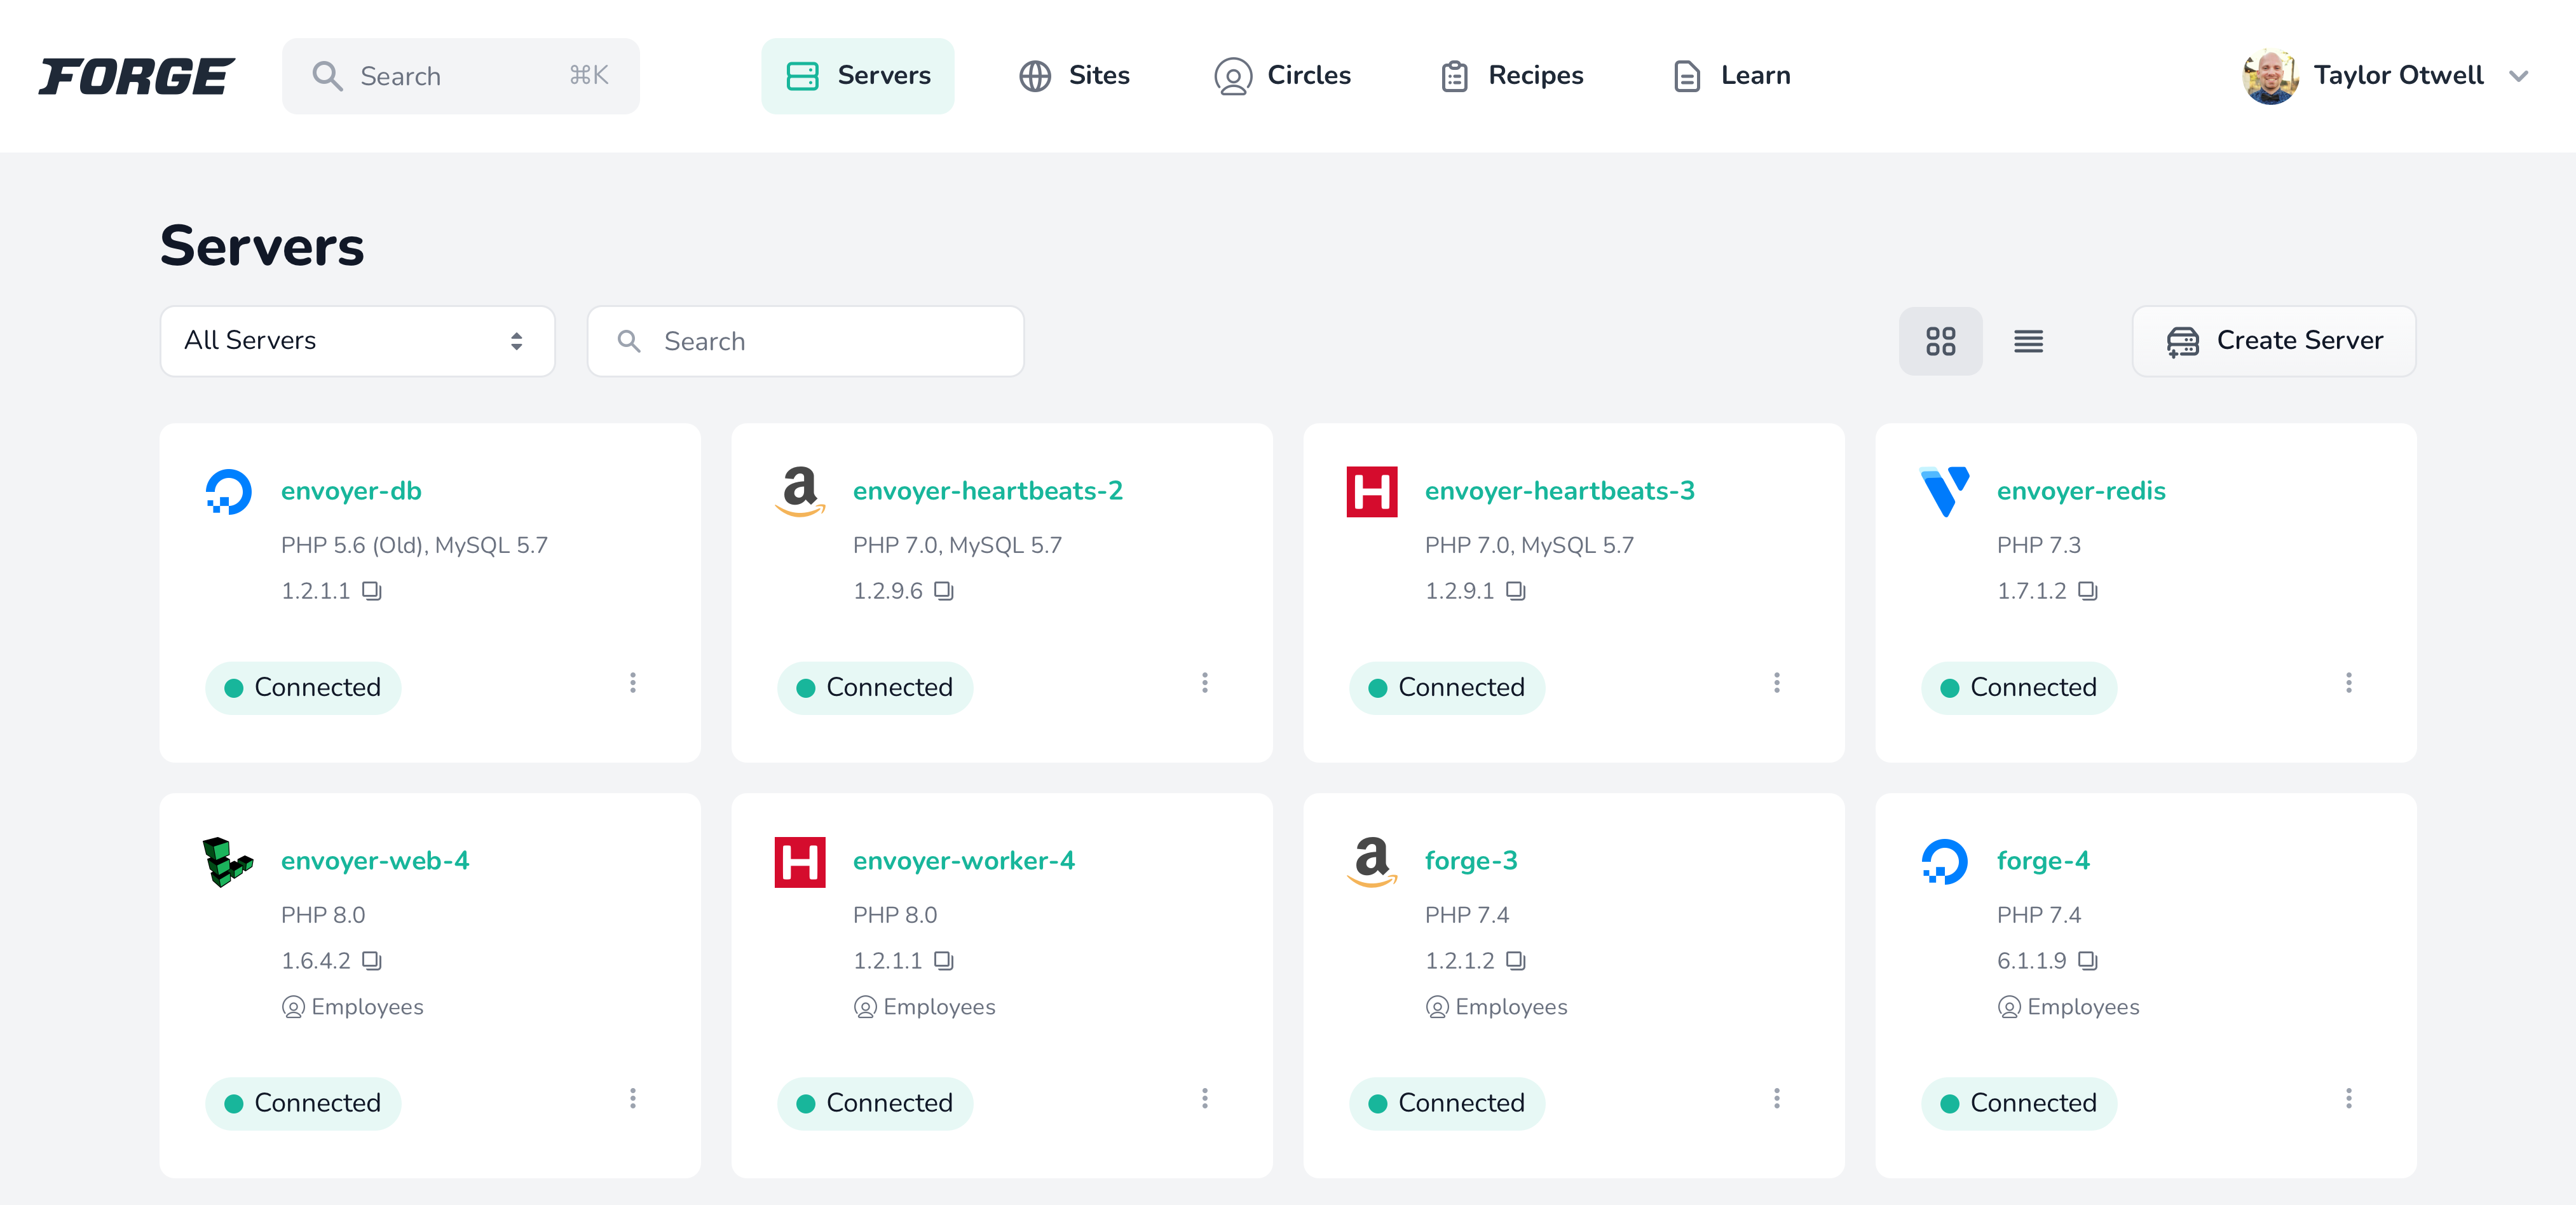 FORGE Search ⌘K Servers Sites Circles Recipes Learn Taylor Otwell
Servers
All Servers Search Create Server
envoyer-db
PHP 5.6 (Old), MySQL 5.7
1.2.1.1
Connected
envoyer-heartbeats-2
PHP 7.0, MySQL 5.7
1.2.9.6
Connected
envoyer-heartbeats-3
PHP 7.0, MySQL 5.7
1.2.9.1
Connected
envoyer-redis
PHP 7.3
1.7.1.2
Connected
envoyer-web-4
PHP 8.0
1.6.4.2
Employees
Connected
envoyer-worker-4
PHP 8.0
1.2.1.1
Employees
Connected
forge-3
PHP 7.4
1.2.1.2
Employees
Connected
forge-4
PHP 7.4
6.1.1.9
Employees
Connected